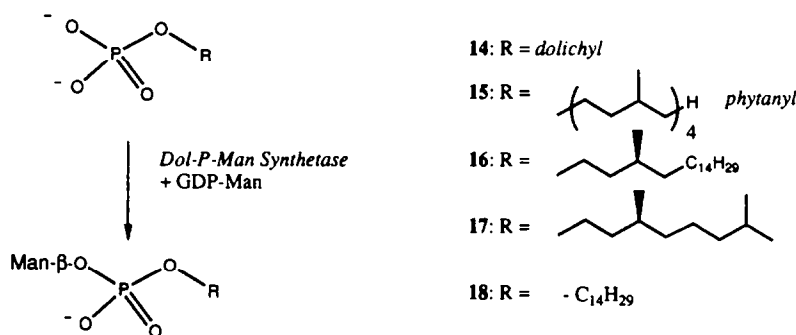 ⁻O
O
P
R
⁻O
O
Dol-P-Man Synthetase
+ GDP-Man
Man-β-O
O
P
R
⁻O
O
14: R = dolichyl
15: R = ( )4 H phytanyl
16: R = C14H29
17: R =
18: R = - C14H29